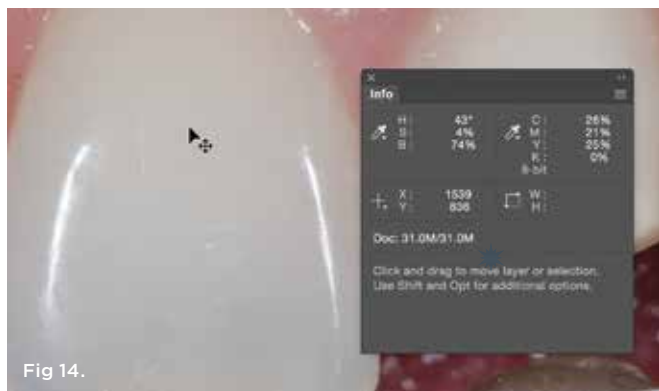 Info
H: 43° C: 26%
S: 4% M: 21%
B: 74% Y: 25%
K: 0%
8-bit
X: 1539 W:
Y: 836 H:
Doc: 31.0M/31.0M
Click and drag to move layer or selection.
Use Shift and Opt for additional options.
Fig 14.